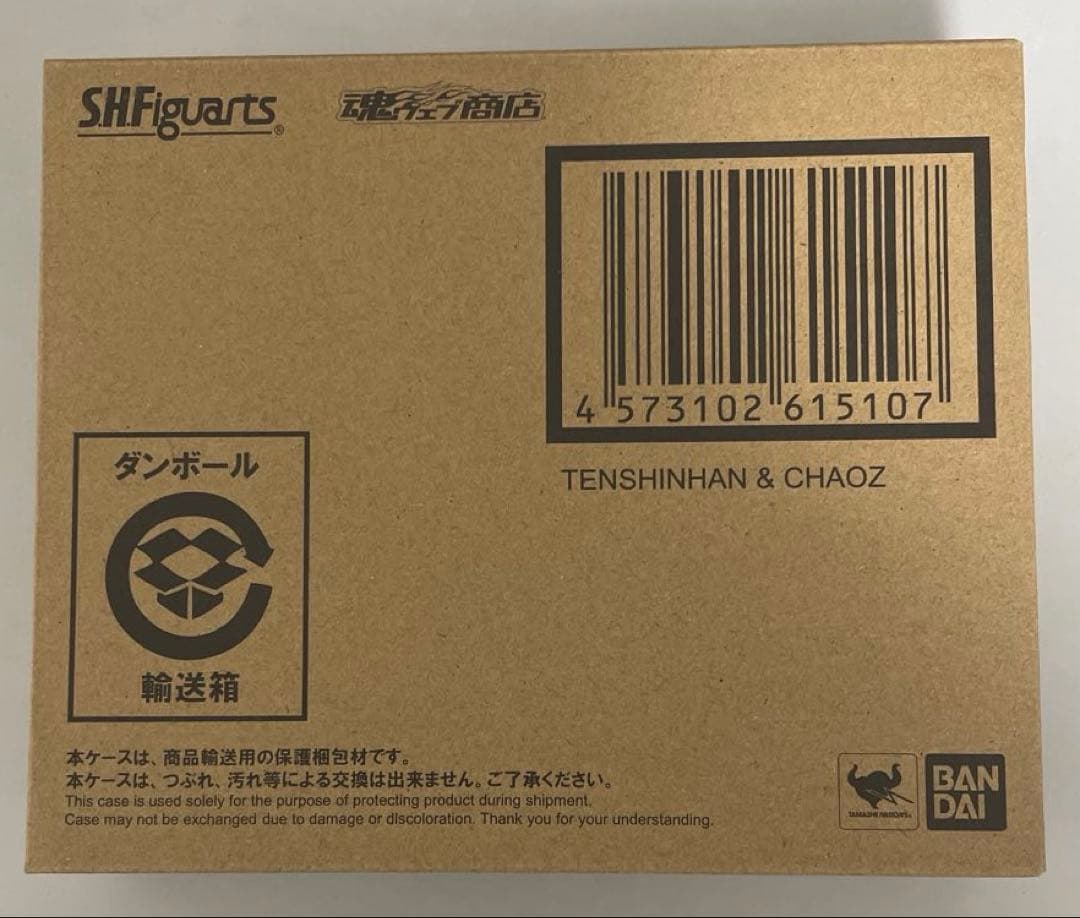 S.H.Figuarts®
魂ウェブ商店
4 573102 615107
TENSHINHAN & CHAOZ
ダンボール
輸送箱
本ケースは、商品輸送用の保護梱包材です。
本ケースは、つぶれ、汚れ等による交換は出来ません。ご了承ください。
This case is used solely for the purpose of protecting product during shipment.
Case may not be exchanged due to damage or discoloration. Thank you for your understanding.
TAMASHII NATIONS
BAN
DAI